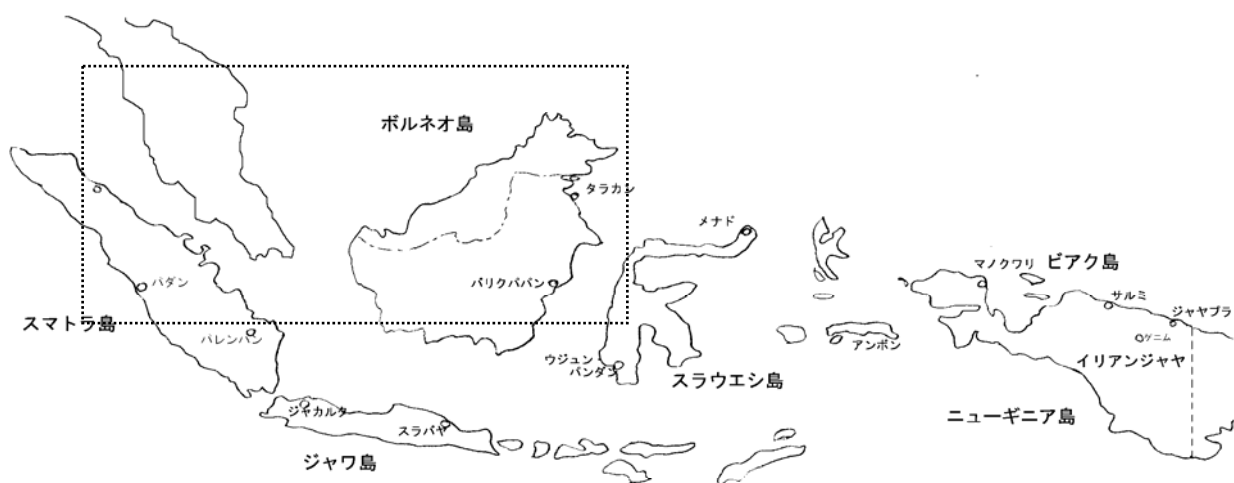 ボルネオ島
タラカン
メナド
マノクワリ
ビアク島
バリクパパン
パダン
サルミ
スマトラ島
ジャヤプラ
パレンバン
ゲニム
アンボン
ウジュン
パンダン
イリアンジャヤ
スラウエシ島
ジャカルタ
ニューギニア島
スラバヤ
ジャワ島